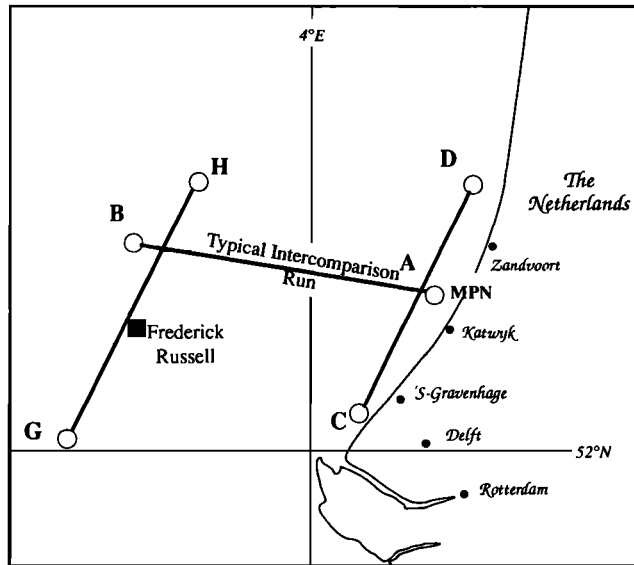 4°E
H
D
The
Netherlands
B
Typical Intercomparison
Run
A
Zandvoort
MPN
Frederick
Russell
Katwyk
'S-Gravenhage
C
G
Delft
52°N
Rotterdam